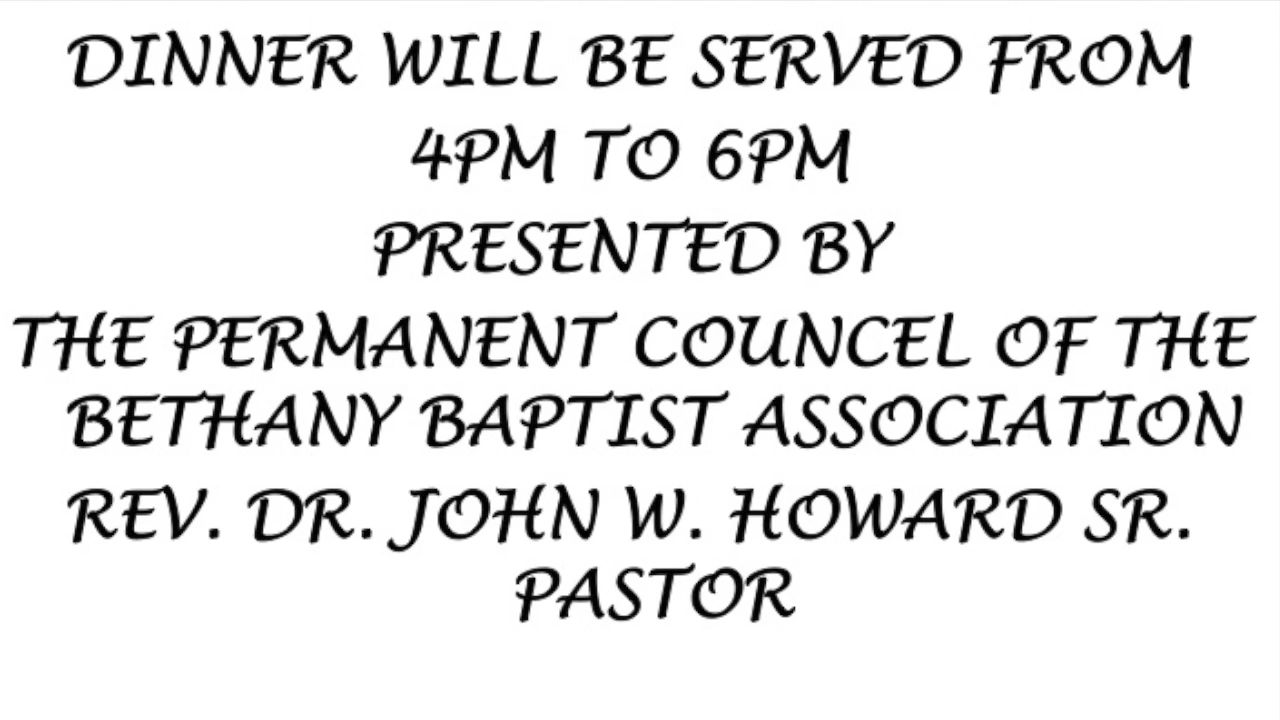 DINNER WILL BE SERVED FROM
4PM TO 6PM
PRESENTED BY
THE PERMANENT COUNCEL OF THE
BETHANY BAPTIST ASSOCIATION
REV. DR. JOHN W. HOWARD SR.
PASTOR